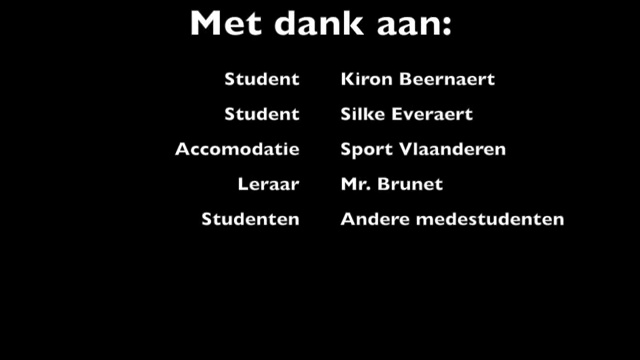 Met dank aan:
Student Kiron Beernaert
Student Silke Everaert
Accomodatie Sport Vlaanderen
Leraar Mr. Brunet
Studenten Andere medestudenten